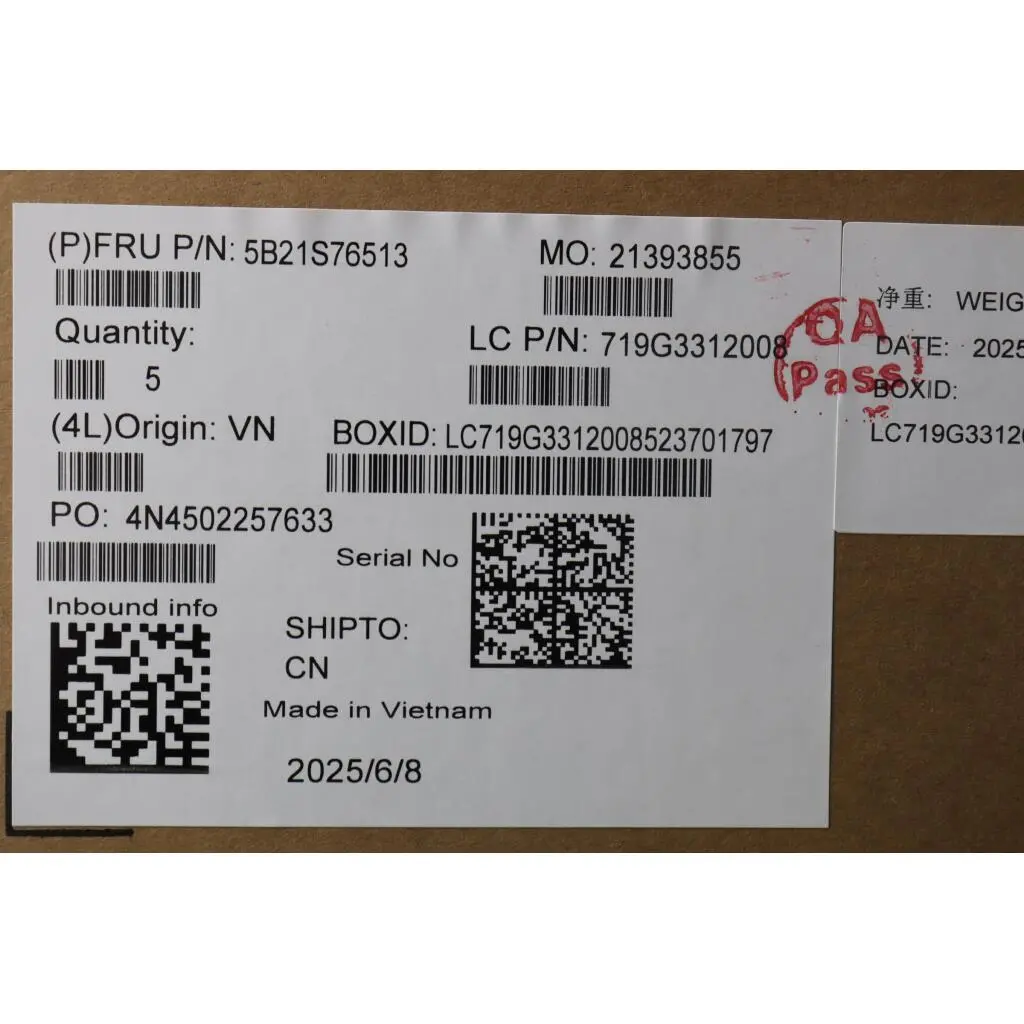 (P)FRU P/N: 5B21S76513
MO: 21393855
Quantity:
5
LC P/N: 719G3312008
(4L)Origin: VN
BOXID: LC719G3312008523701797
PO: 4N4502257633
Serial No
Inbound info
SHIPTO:
CN
Made in Vietnam
2025/6/8
QA
Pass
净重: WEIG
DATE: 2025
BOXID:
LC719G3312